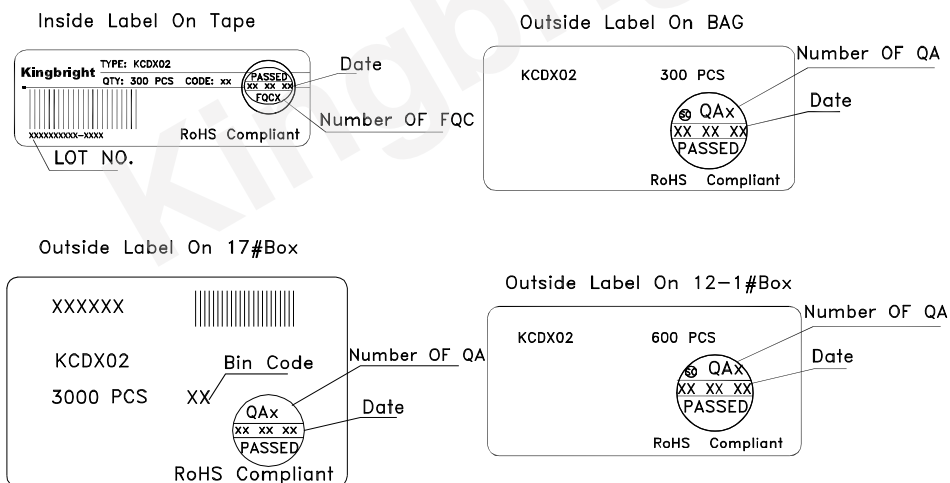 Inside Label On Tape
Kingbright
TYPE: KCDX02
QTY: 300 PCS CODE: xx
PASSED
XX XX XX
FQCX
Date
Number OF FQC
xxxxxxxxxx-xxxx
RoHS Compliant
LOT NO.
Outside Label On BAG
KCDX02 300 PCS
Number OF QA
SC QAx
XX XX XX
PASSED
Date
RoHS Compliant
Outside Label On 17#Box
XXXXXX
KCDX02
Bin Code
Number OF QA
3000 PCS XX
QAx
XX XX XX
PASSED
Date
RoHS Compliant
Outside Label On 12-1#Box
KCDX02 600 PCS
Number OF QA
SC QAx
XX XX XX
PASSED
Date
RoHS Compliant
Kingbright